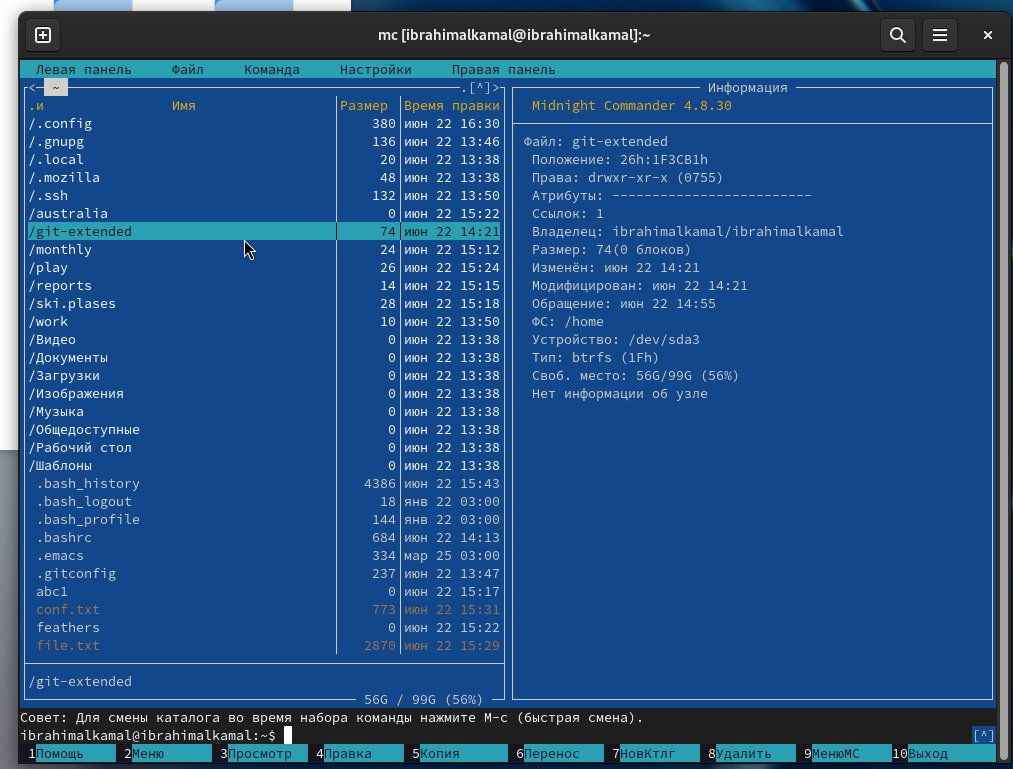 mc [ibrahimalkamal@ibrahimalkamal]:~
Левая панель Файл Команда Настройки Правая панель
<─ ~ .[^]>
.и Имя Размер Время правки
/.config 380 июн 22 16:30
/.gnupg 136 июн 22 13:46
/.local 20 июн 22 13:38
/.mozilla 48 июн 22 13:38
/.ssh 132 июн 22 13:50
/australia 0 июн 22 15:22
/git-extended 74 июн 22 14:21
/monthly 24 июн 22 15:12
/play 26 июн 22 15:24
/reports 14 июн 22 15:15
/ski.plases 28 июн 22 15:18
/work 10 июн 22 13:50
/Видео 0 июн 22 13:38
/Документы 0 июн 22 13:38
/Загрузки 0 июн 22 13:38
/Изображения 0 июн 22 13:38
/Музыка 0 июн 22 13:38
/Общедоступные 0 июн 22 13:38
/Рабочий стол 0 июн 22 13:38
/Шаблоны 0 июн 22 13:38
.bash_history 4386 июн 22 15:43
.bash_logout 18 янв 22 03:00
.bash_profile 144 янв 22 03:00
.bashrc 684 июн 22 14:13
.emacs 334 мар 25 03:00
.gitconfig 237 июн 22 13:47
abc1 0 июн 22 15:17
conf.txt 773 июн 22 15:31
feathers 0 июн 22 15:22
file.txt 2870 июн 22 15:29
/git-extended
56G / 99G (56%)
Информация
Midnight Commander 4.8.30
Файл: git-extended
Положение: 26h:1F3CB1h
Права: drwxr-xr-x (0755)
Атрибуты: -------------------------
Ссылок: 1
Владелец: ibrahimalkamal/ibrahimalkamal
Размер: 74(0 блоков)
Изменён: июн 22 14:21
Модифицирован: июн 22 14:21
Обращение: июн 22 14:55
ФС: /home
Устройство: /dev/sda3
Тип: btrfs (1Fh)
Своб. место: 56G/99G (56%)
Нет информации об узле
Совет: Для смены каталога во время набора команды нажмите M-c (быстрая смена).
ibrahimalkamal@ibrahimalkamal:~$ [^]
1Помощь 2Меню 3Просмотр 4Правка 5Копия 6Перенос 7НовКтлг 8Удалить 9МенюMC 10Выход